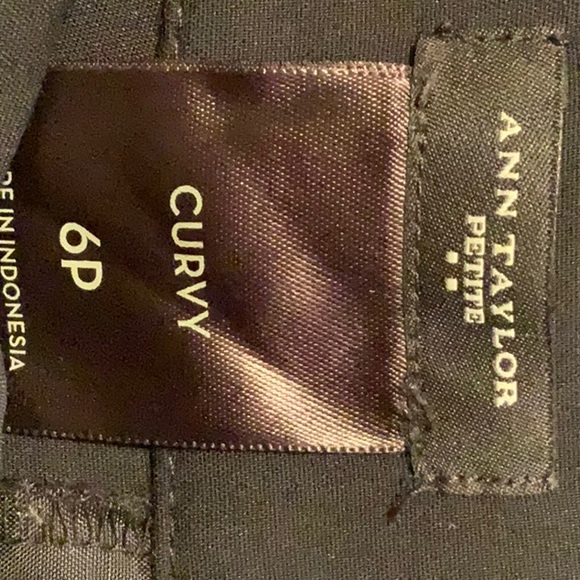 ANN TAYLOR
PETITE
CURVY
6P
DE IN INDONESIA